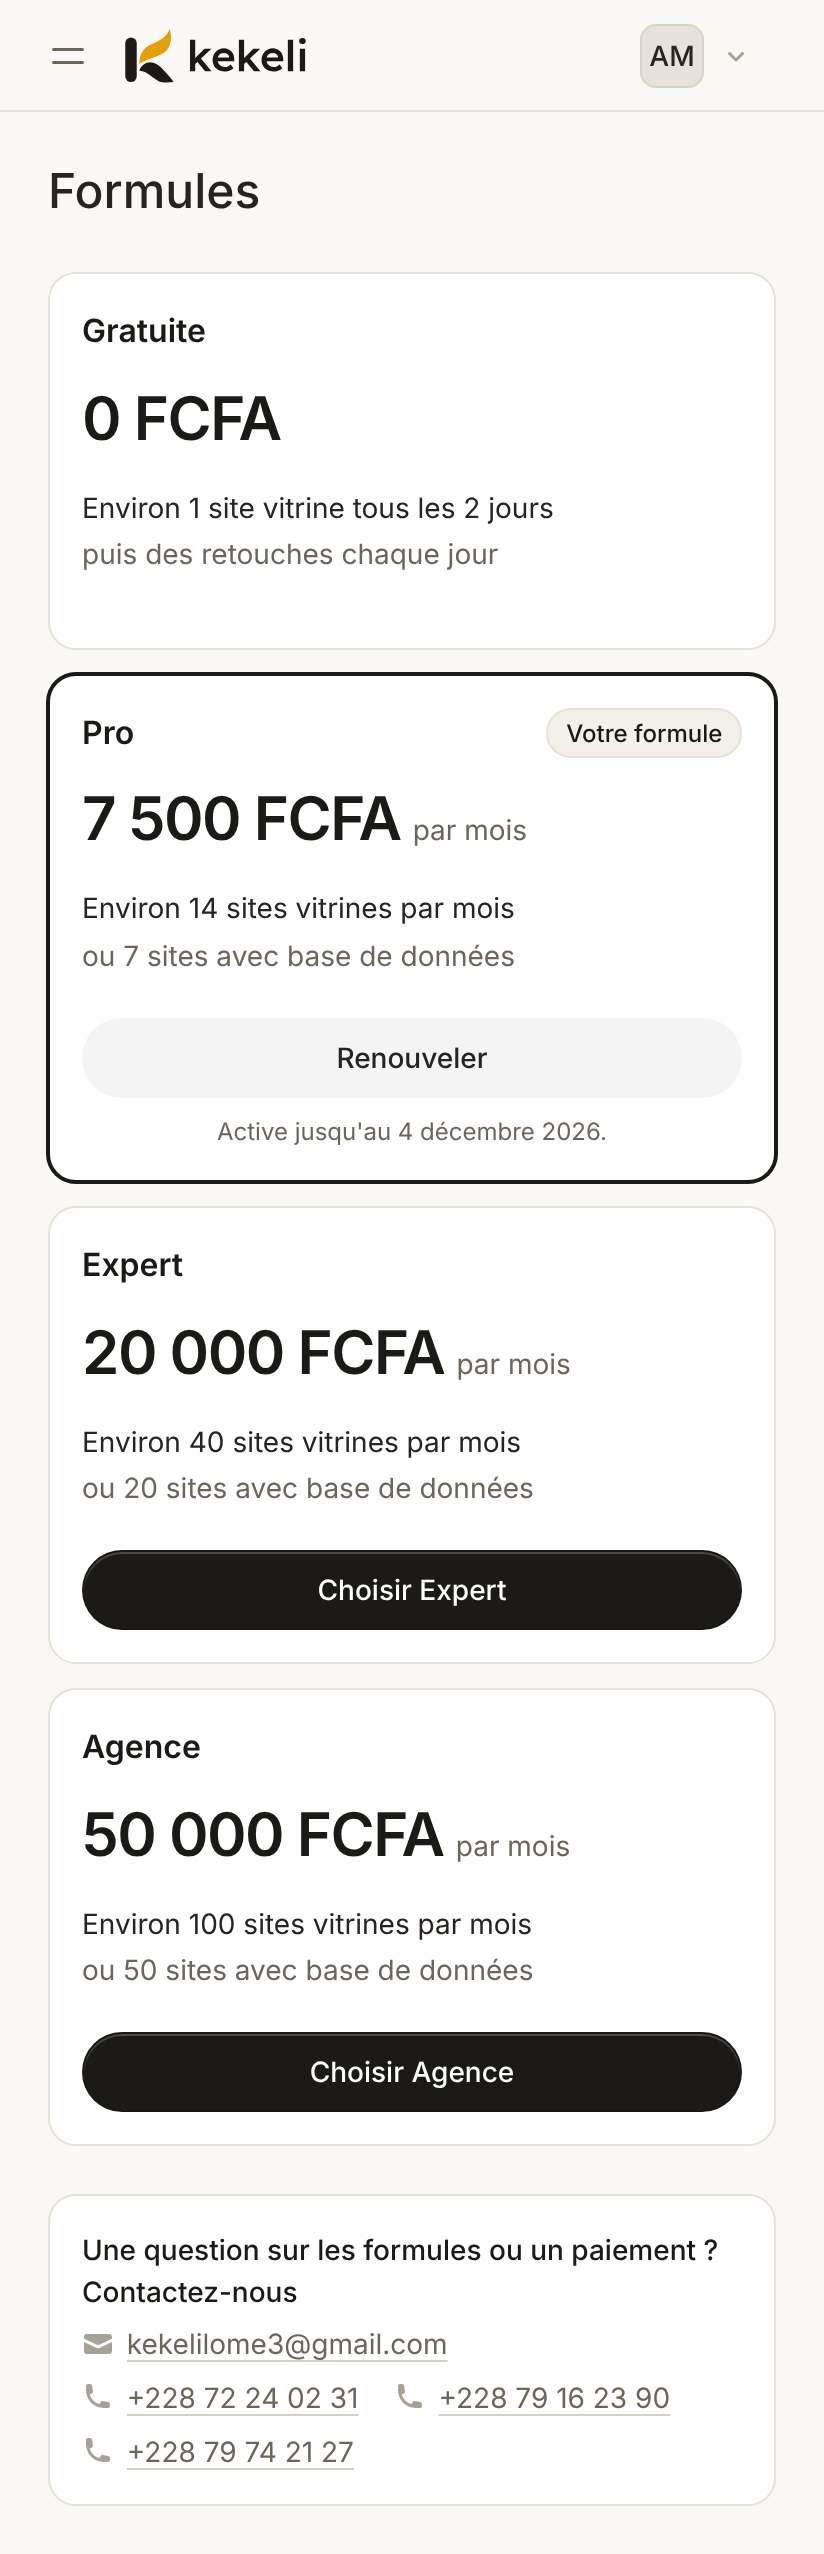 kekeli
AM
Formules
Gratuite
0 FCFA
Environ 1 site vitrine tous les 2 jours
puis des retouches chaque jour
Pro
Votre formule
7 500 FCFA par mois
Environ 14 sites vitrines par mois
ou 7 sites avec base de données
Renouveler
Active jusqu'au 4 décembre 2026.
Expert
20 000 FCFA par mois
Environ 40 sites vitrines par mois
ou 20 sites avec base de données
Choisir Expert
Agence
50 000 FCFA par mois
Environ 100 sites vitrines par mois
ou 50 sites avec base de données
Choisir Agence
Une question sur les formules ou un paiement ?
Contactez-nous
kekelilome3@gmail.com
+228 72 24 02 31 +228 79 16 23 90
+228 79 74 21 27